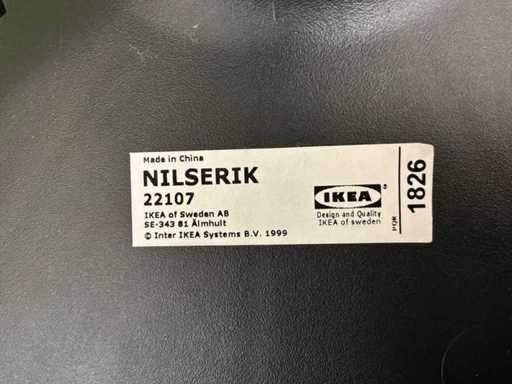 Made in China
NILSERIK
22107
IKEA of Sweden AB
SE-343 81 Älmhult
© Inter IKEA Systems B.V. 1999
IKEA®
Design and Quality
IKEA of Sweden
1826